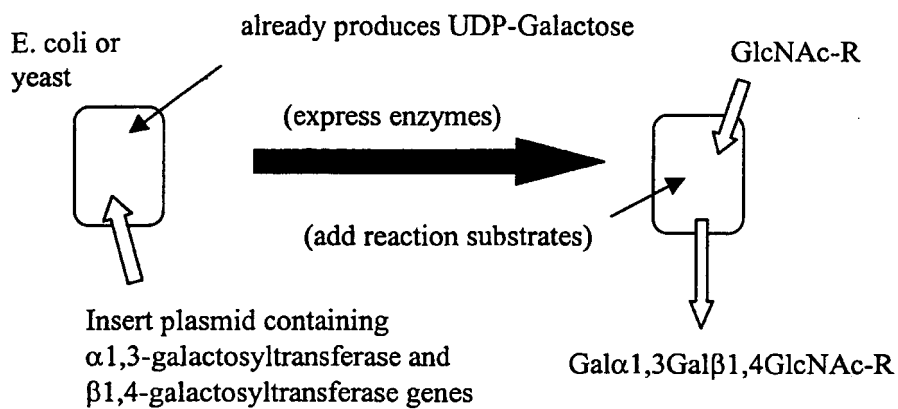 already produces UDP-Galactose
E. coli or
yeast
GlcNAc-R
(express enzymes)
(add reaction substrates)
Insert plasmid containing
α1,3-galactosyltransferase and
β1,4-galactosyltransferase genes
Galα1,3Galβ1,4GlcNAc-R